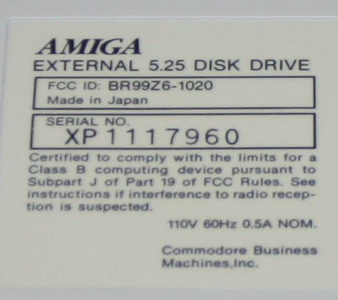 AMIGA
EXTERNAL 5.25 DISK DRIVE
FCC ID: BR99Z6-1020
Made in Japan
SERIAL NO.
XP 1117960
Certified to comply with the limits for a
Class B computing device pursuant to
Subpart J of Part 19 of FCC Rules. See
instructions if interference to radio recep-
tion is suspected.
110V 60Hz 0.5A NOM.
Commodore Business
Machines,Inc.